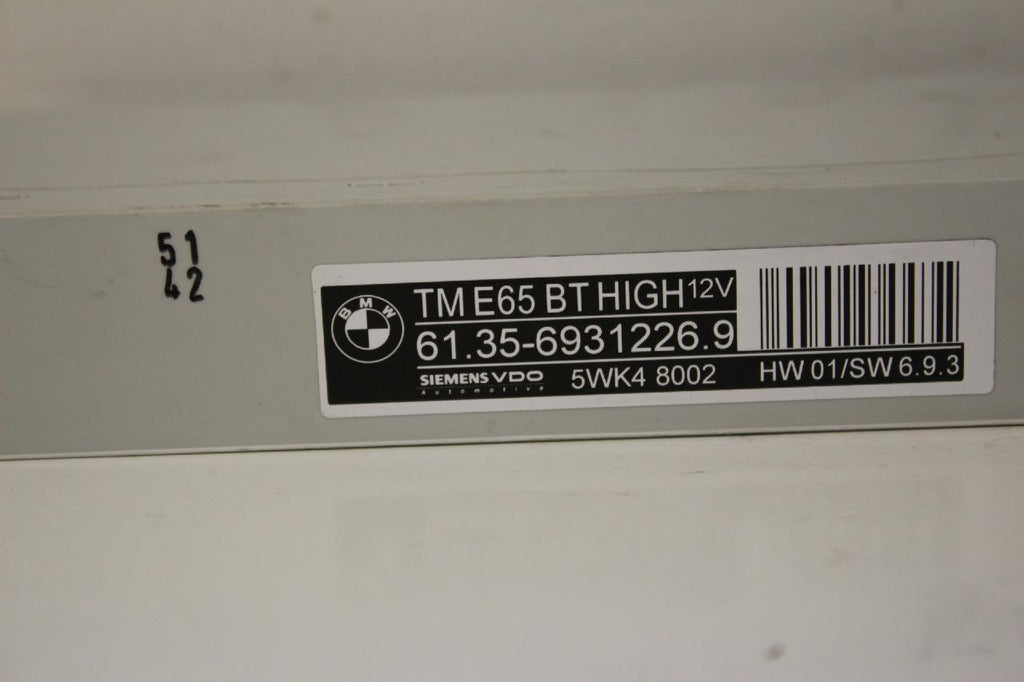 51
42
BMW
TM E65 BT HIGH 12V
61.35-6931226.9
SIEMENS VDO
Automotive
5WK4 8002
HW 01/SW 6.9.3